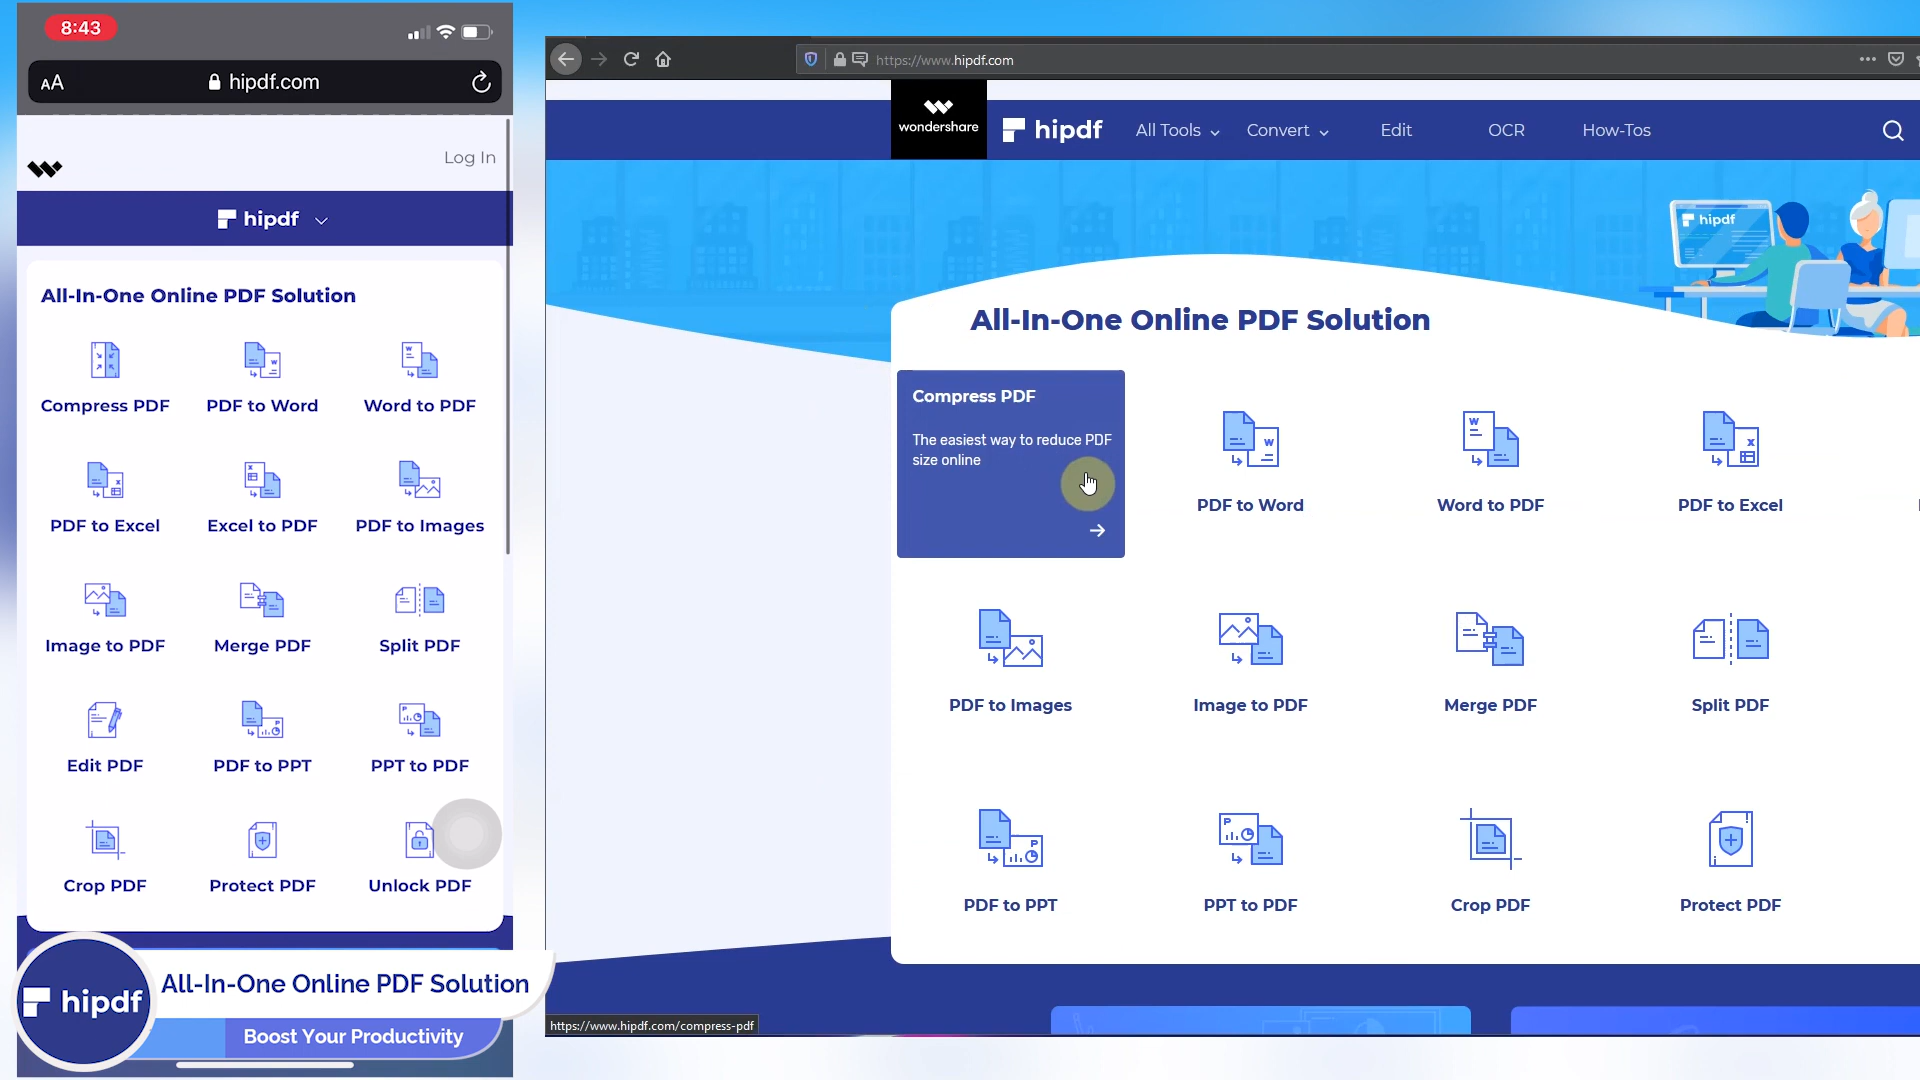 8:43
AA
hipdf.com
Log In
hipdf
All-In-One Online PDF Solution
Compress PDF
PDF to Word
Word to PDF
PDF to Excel
Excel to PDF
PDF to Images
Image to PDF
Merge PDF
Split PDF
Edit PDF
PDF to PPT
PPT to PDF
Crop PDF
Protect PDF
Unlock PDF
hipdf
All-In-One Online PDF Solution
Boost Your Productivity
https://www.hipdf.com
wondershare
hipdf
All Tools
Convert
Edit
OCR
How-Tos
hipdf
All-In-One Online PDF Solution
Compress PDF
The easiest way to reduce PDF
size online
PDF to Word
Word to PDF
PDF to Excel
PDF to Images
Image to PDF
Merge PDF
Split PDF
PDF to PPT
PPT to PDF
Crop PDF
Protect PDF
https://www.hipdf.com/compress-pdf